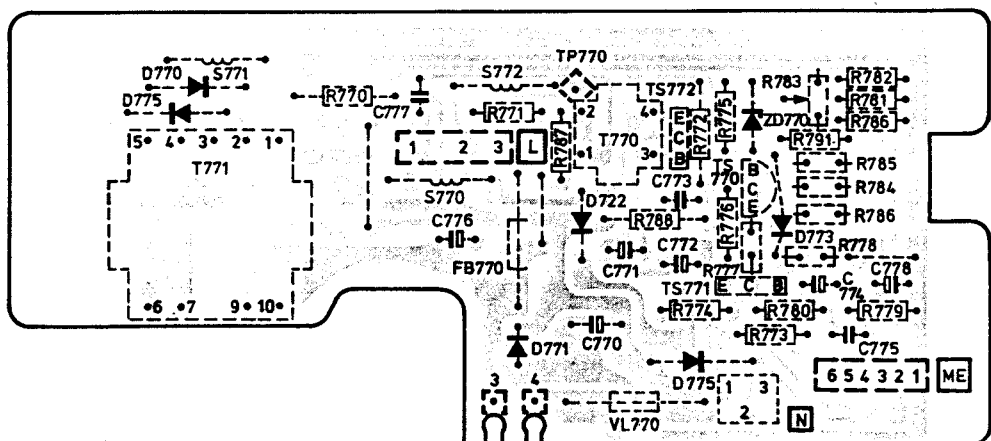 TP770
D770 S771
S772
TS772
R783
R782
D775
R770
C777
R771
R787
2
4
T770
E C B
R772
R775
ZD770
R781
R786
R791
5 4 3 2 1
T771
1 2 3
L
1
3
TS 770
B C E
R785
S770
C773
R784
C776
D722
R788
R776
R786
D773
FB770
C771
C772
R777
R778
C778
TS771
E C B
C 774
6 7 9 10
R774
R780
R779
D771
C770
R773
C775
D775
1 3
2
6 5 4 3 2 1
ME
3 4
VL770
N